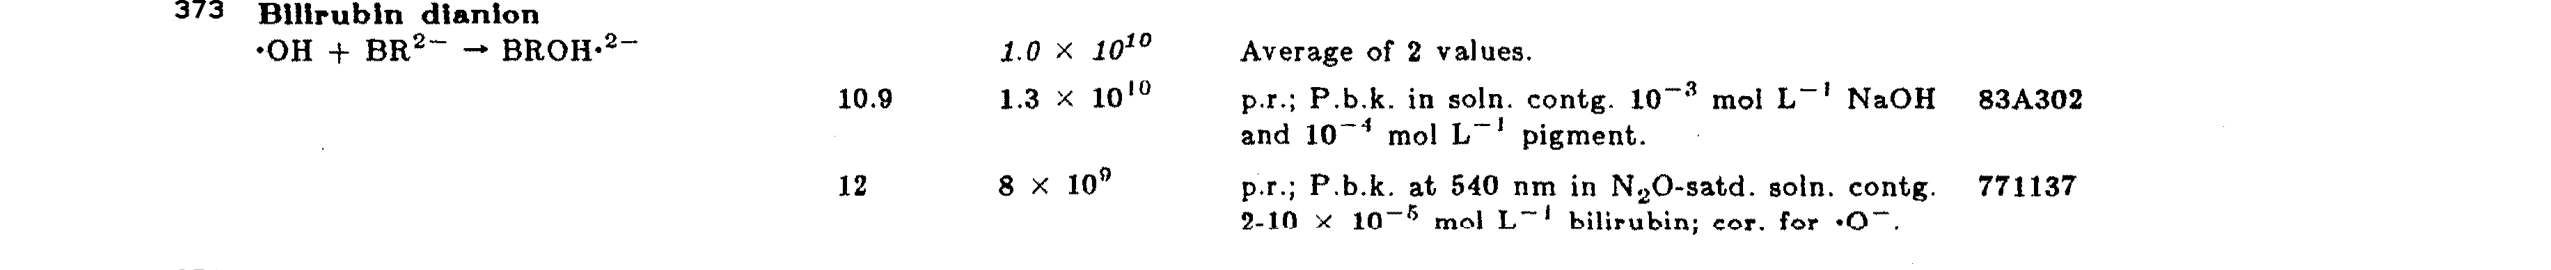 373 Bilirubin dianion
·OH + BR²⁻ → BROH·²⁻ 1.0 × 10¹⁰ Average of 2 values.
10.9 1.3 × 10¹⁰ p.r.; P.b.k. in soln. contg. 10⁻³ mol L⁻¹ NaOH 83A302
and 10⁻⁴ mol L⁻¹ pigment.
12 8 × 10⁹ p.r.; P.b.k. at 540 nm in N₂O-satd. soln. contg. 771137
2-10 × 10⁻⁵ mol L⁻¹ bilirubin; cor. for ·O⁻.